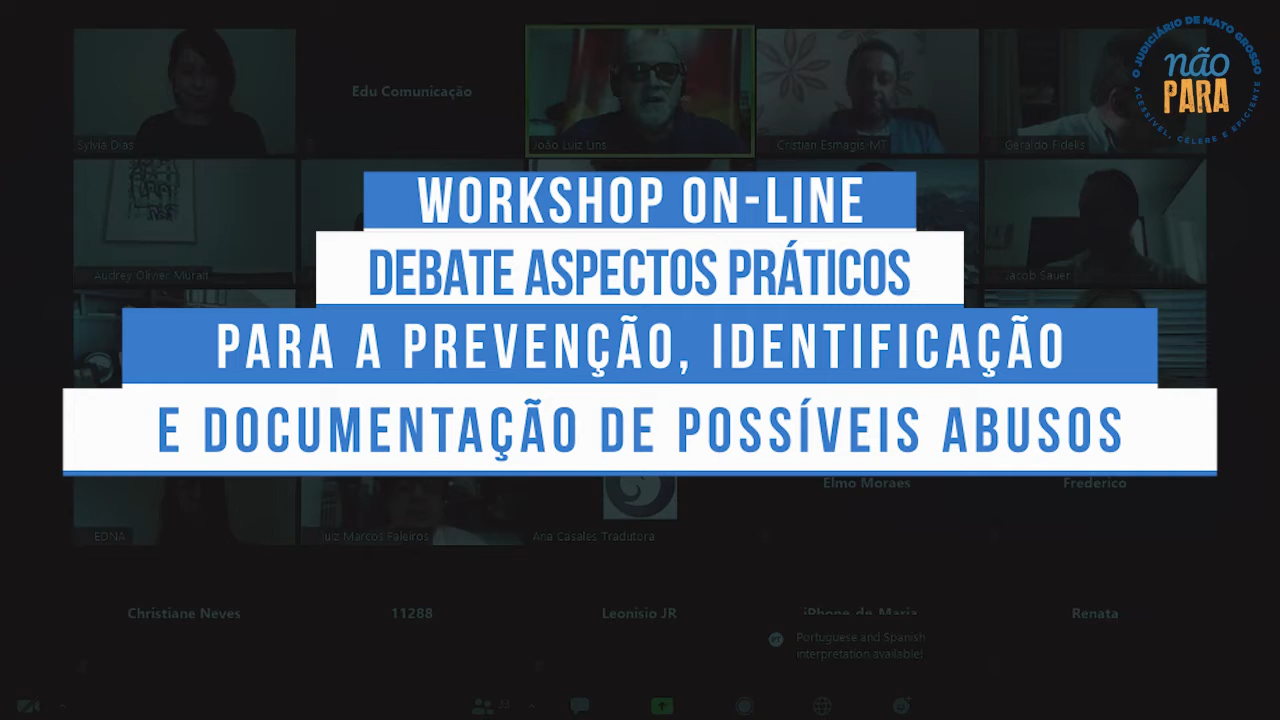 O JUDICIÁRIO DE MATO GROSSO
não
PARA
ACESSÍVEL, CÉLERE E EFICIENTE
Edu Comunicação
Sylvia Dias
João Luiz Lins
Cristian Esmagis-MT
Geraldo Fidelis
WORKSHOP ON-LINE
DEBATE ASPECTOS PRÁTICOS
Audrey Olivier Muralt
Jacob Sauer
PARA A PREVENÇÃO, IDENTIFICAÇÃO
E DOCUMENTAÇÃO DE POSSÍVEIS ABUSOS
Elmo Moraes
Frederico
EDNA
Luiz Marcos Faleiros
Ana Casales Tradutora
Christiane Neves
11288
Leonisio JR
iPhone de Maria
Renata
PT
Portuguese and Spanish
interpretation available!
33